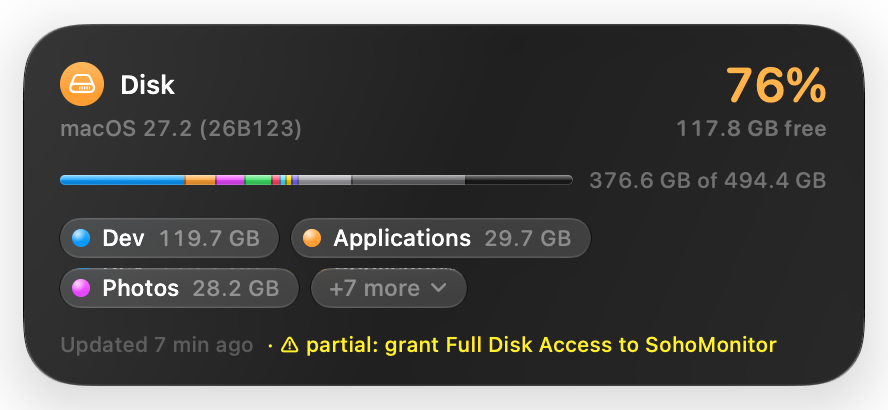 Disk
76%
macOS 27.2 (26B123)
117.8 GB free
376.6 GB of 494.4 GB
Dev 119.7 GB
Applications 29.7 GB
Photos 28.2 GB
+7 more
Updated 7 min ago · ⚠ partial: grant Full Disk Access to SohoMonitor